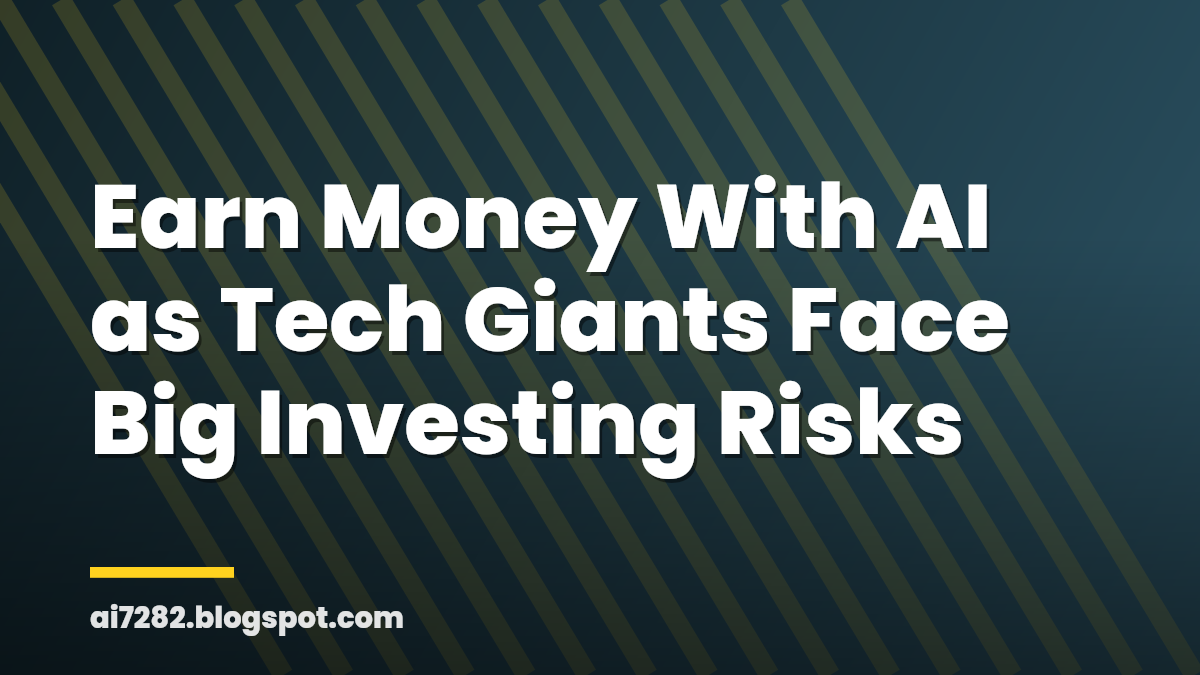 Earn Money With AI
as Tech Giants Face
Big Investing Risks
ai7282.blogspot.com